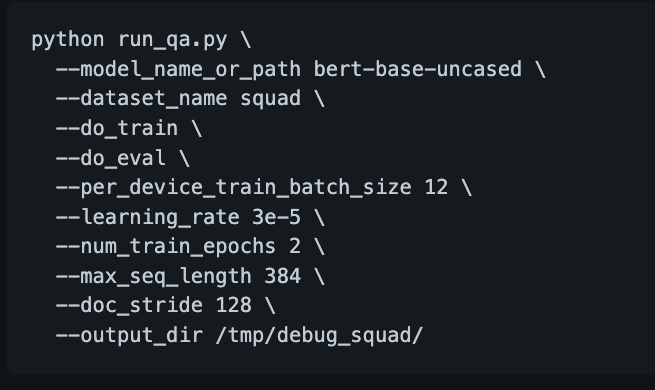 python run_qa.py \
--model_name_or_path bert-base-uncased \
--dataset_name squad \
--do_train \
--do_eval \
--per_device_train_batch_size 12 \
--learning_rate 3e-5 \
--num_train_epochs 2 \
--max_seq_length 384 \
--doc_stride 128 \
--output_dir /tmp/debug_squad/